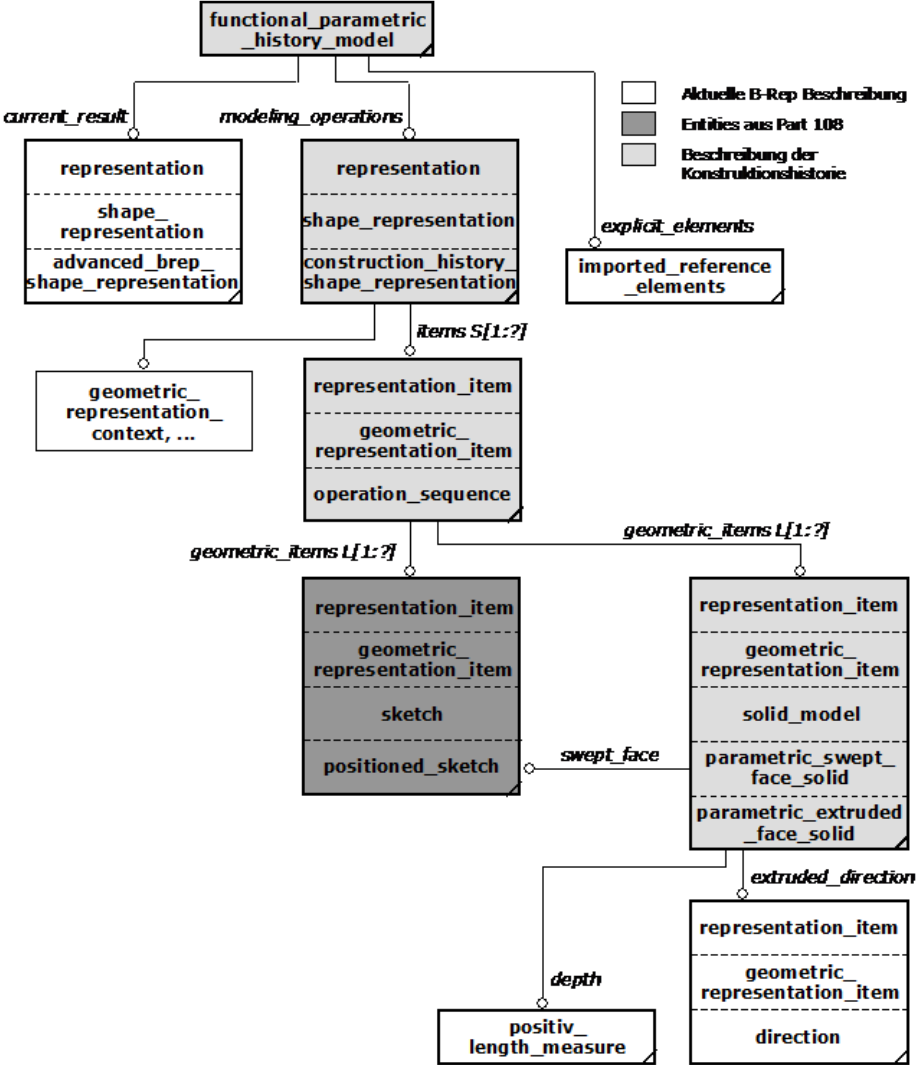 functional_parametric
_history_model
current_result
modeling_operations
Aktuelle B-Rep Beschreibung
Entities aus Part 108
Beschreibung der
Konstruktionshistorie
representation
shape_
representation
advanced_brep_
shape_representation
representation
shape_representation
construction_history_
shape_representation
explicit_elements
imported_reference
_elements
items S[1:?]
geometric_
representation_
context, ...
representation_item
geometric_
representation_item
operation_sequence
geometric_items L[1:?]
geometric_items L[1:?]
representation_item
geometric_
representation_item
sketch
positioned_sketch
swept_face
representation_item
geometric_
representation_item
solid_model
parametric_swept_
face_solid
parametric_extruded
_face_solid
extruded_direction
depth
positiv_
length_measure
representation_item
geometric_
representation_item
direction